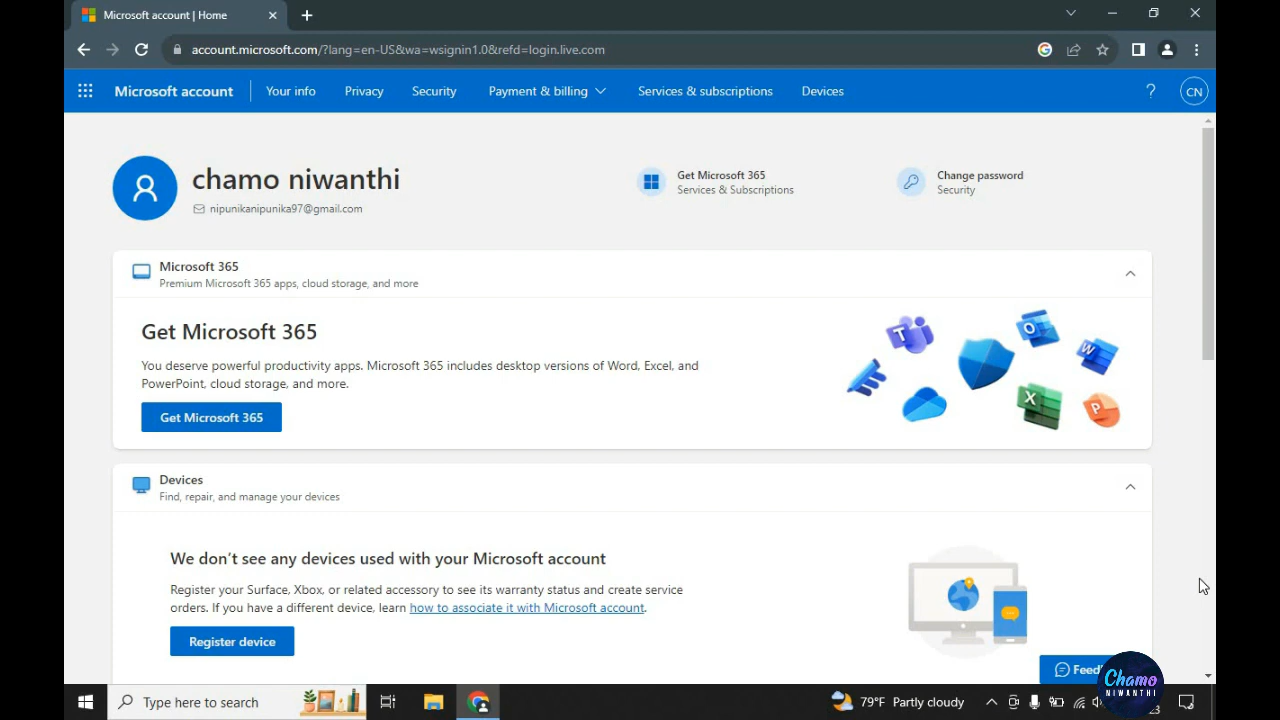 Microsoft account | Home
account.microsoft.com/?lang=en-US&wa=wsignin1.0&refd=login.live.com
Microsoft account
Your info
Privacy
Security
Payment & billing
Services & subscriptions
Devices
?
CN
chamo niwanthi
nipunikanipunika97@gmail.com
Get Microsoft 365
Services & Subscriptions
Change password
Security
Microsoft 365
Premium Microsoft 365 apps, cloud storage, and more
Get Microsoft 365
You deserve powerful productivity apps. Microsoft 365 includes desktop versions of Word, Excel, and
PowerPoint, cloud storage, and more.
Get Microsoft 365
Devices
Find, repair, and manage your devices
We don't see any devices used with your Microsoft account
Register your Surface, Xbox, or related accessory to see its warranty status and create service
orders. If you have a different device, learn how to associate it with Microsoft account.
Register device
Chamo
NIWANTHI
Type here to search
79°F Partly cloudy